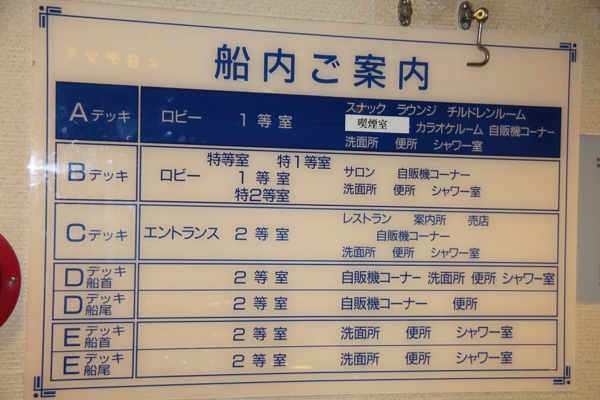 船内ご案内
Aデッキ ロビー 1等室 スナック ラウンジ チルドレンルーム
喫煙室 カラオケルーム 自販機コーナー
洗面所 便所 シャワー室
Bデッキ ロビー 特等室 特1等室
1等室
特2等室
サロン 自販機コーナー
洗面所 便所 シャワー室
Cデッキ エントランス 2等室 レストラン 案内所 売店
自販機コーナー
洗面所 便所 シャワー室
Dデッキ船首 2等室 自販機コーナー 洗面所 便所 シャワー室
Dデッキ船尾 2等室 自販機コーナー 便所
Eデッキ船首 2等室 洗面所 便所 シャワー室
Eデッキ船尾 2等室 洗面所 便所 シャワー室